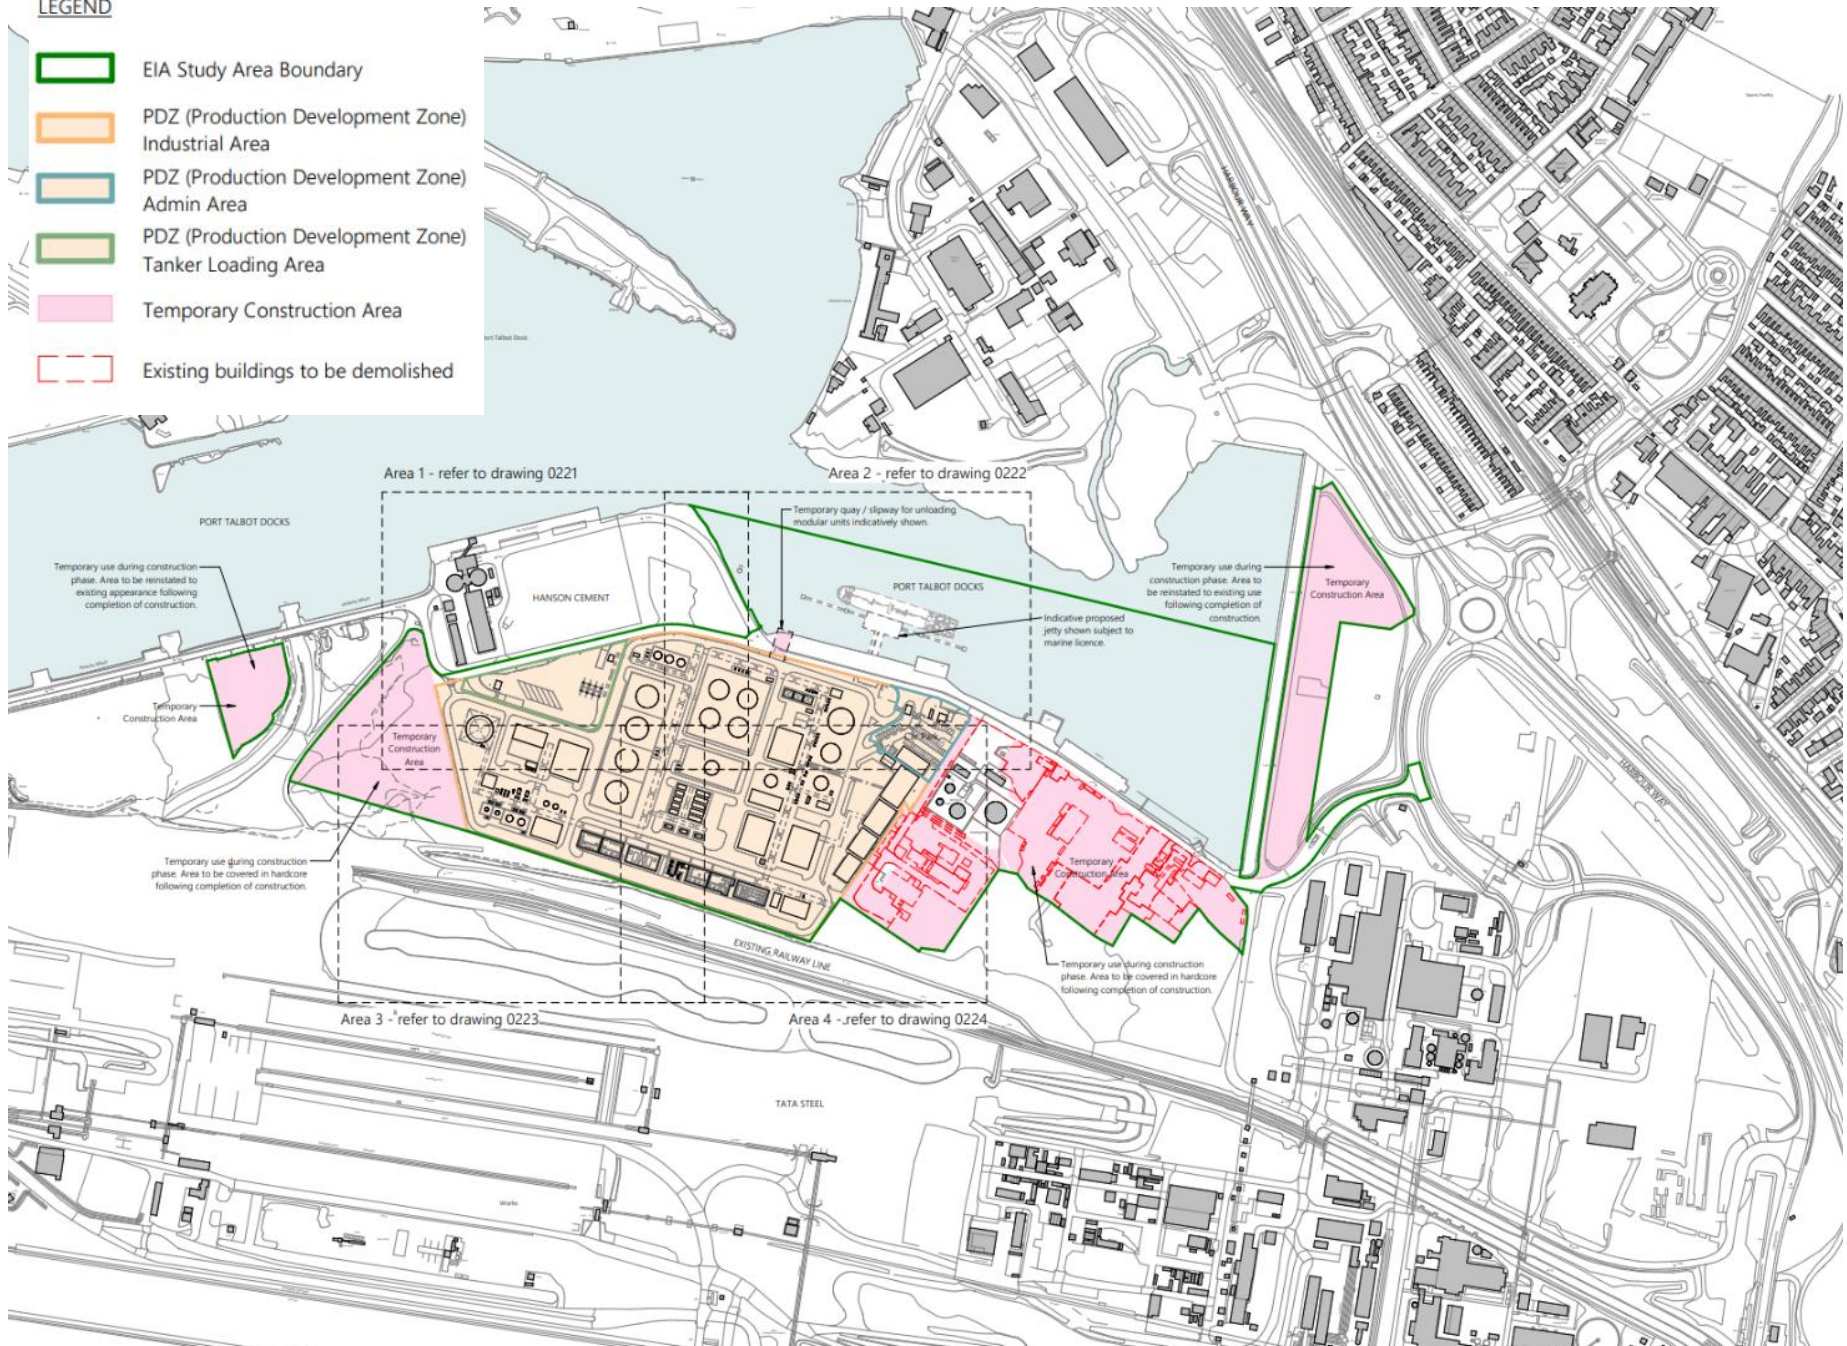 LEGEND
EIA Study Area Boundary
PDZ (Production Development Zone)
Industrial Area
PDZ (Production Development Zone)
Admin Area
PDZ (Production Development Zone)
Tanker Loading Area
Temporary Construction Area
Existing buildings to be demolished
Port Talbot Dock
HARBOUR WAY
Area 1 - refer to drawing 0221
Area 2 - refer to drawing 0222
PORT TALBOT DOCKS
Temporary quay / slipway for unloading
modular units indicatively shown.
Temporary use during construction
phase. Area to be reinstated to
existing appearance following
completion of construction.
HANSON CEMENT
PORT TALBOT DOCKS
Indicative proposed
jetty shown subject to
marine licence.
Temporary use during
construction phase. Area to
be reinstated to existing use
following completion of
construction.
Temporary
Construction Area
Temporary
Construction Area
Temporary
Construction
Area
Car Park
HARBOUR WAY
Temporary use during construction
phase. Area to be covered in hardcore
following completion of construction.
Temporary
Construction Area
EXISTING RAILWAY LINE
Temporary use during construction
phase. Area to be covered in hardcore
following completion of construction.
Area 3 - refer to drawing 0223
Area 4 - refer to drawing 0224
TATA STEEL
Works